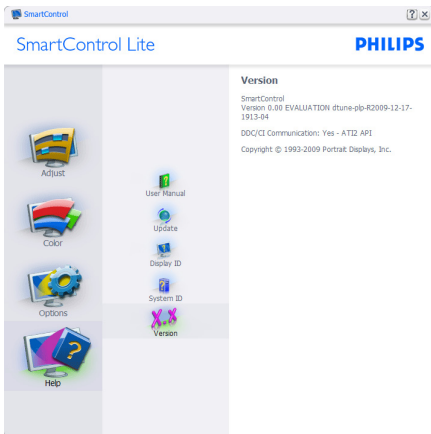 SmartControl
SmartControl Lite
PHILIPS
Adjust
Color
Options
Help
User Manual
Update
Display ID
System ID
Version
Version
SmartControl
Version 0.00 EVALUATION dtune-plp-R2009-12-17-
1913-04
DDC/CI Communication: Yes - ATI2 API
Copyright © 1993-2009 Portrait Displays, Inc.